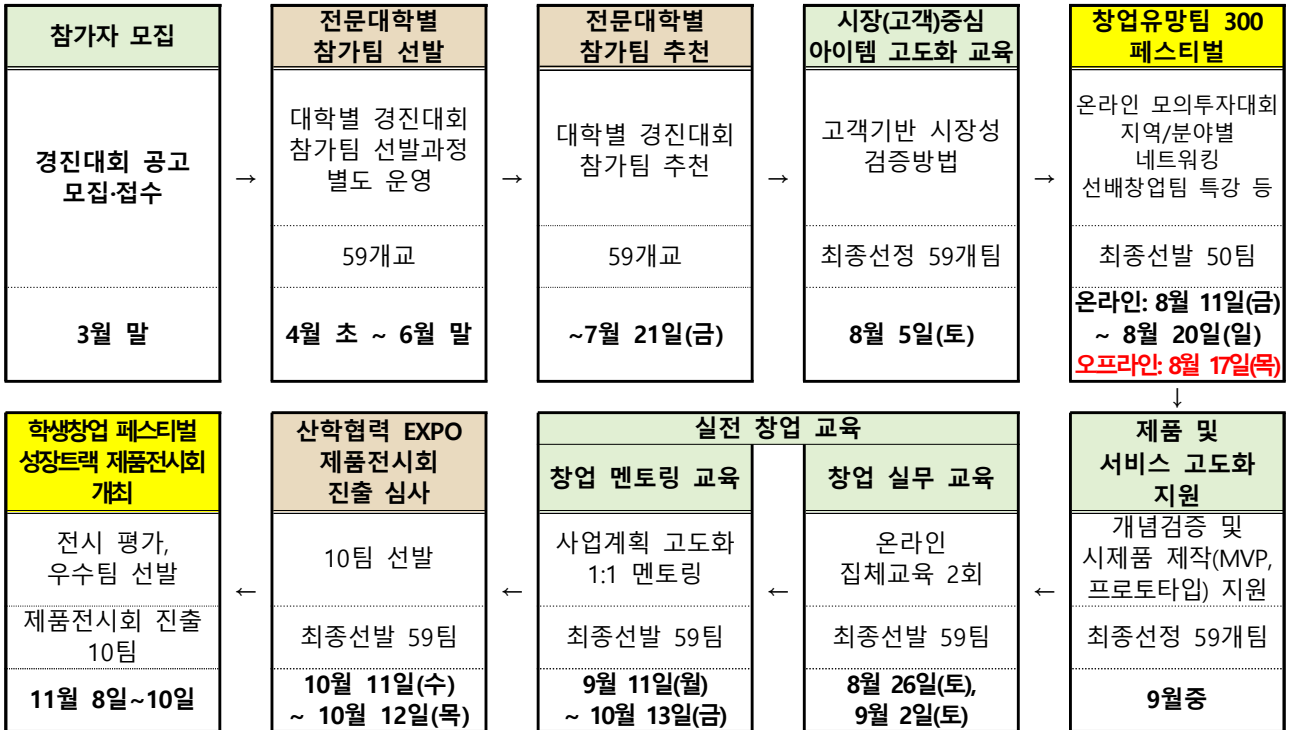 참가자 모집
경진대회 공고
모집·접수
3월 말
→
전문대학별
참가팀 선발
대학별 경진대회
참가팀 선발과정
별도 운영
59개교
4월 초 ~ 6월 말
→
전문대학별
참가팀 추천
대학별 경진대회
참가팀 추천
59개교
~7월 21일(금)
→
시장(고객)중심
아이템 고도화 교육
고객기반 시장성
검증방법
최종선정 59개팀
8월 5일(토)
→
창업유망팀 300
페스티벌
온라인 모의투자대회
지역/분야별
네트워킹
선배창업팀 특강 등
최종선발 50팀
온라인: 8월 11일(금)
~ 8월 20일(일)
오프라인: 8월 17일(목)
↓
제품 및
서비스 고도화
지원
개념검증 및
시제품 제작(MVP,
프로토타입) 지원
최종선정 59개팀
9월중
←
실전 창업 교육
창업 실무 교육
온라인
집체교육 2회
최종선발 59팀
8월 26일(토),
9월 2일(토)
←
창업 멘토링 교육
사업계획 고도화
1:1 멘토링
최종선발 59팀
9월 11일(월)
~ 10월 13일(금)
←
산학협력 EXPO
제품전시회
진출 심사
10팀 선발
최종선발 59팀
10월 11일(수)
~ 10월 12일(목)
←
학생창업 페스티벌
성장트랙 제품전시회
개최
전시 평가,
우수팀 선발
제품전시회 진출
10팀
11월 8일~10일